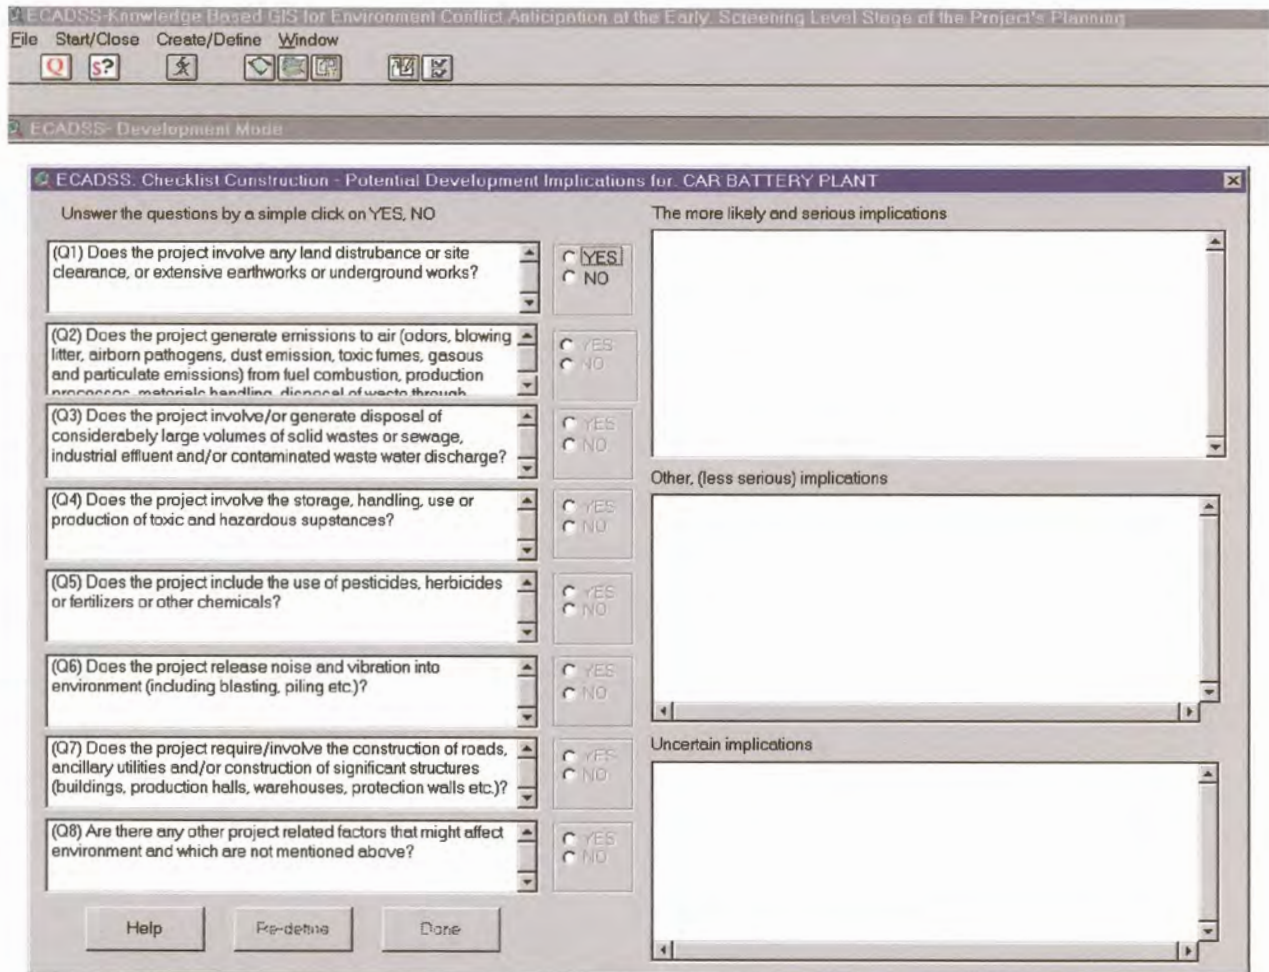 ECADSS-Knowledge Based GIS for Environment Conflict Anticipation at the Early, Screening Level Stage of the Project's Planning
File Start/Close Create/Define Window
Q S?
ECADSS- Development Mode
ECADSS: Checklist Construction - Potential Development Implications for: CAR BATTERY PLANT
Unswer the questions by a simple click on YES, NO
(Q1) Does the project involve any land distrubance or site
clearance, or extensive earthworks or underground works?
YES
NO
(Q2) Does the project generate emissions to air (odors, blowing
litter, airborn pathogens, dust emission, toxic fumes, gasous
and particulate emissions) from fuel combustion, production
processes, materials handling, disposal of waste through
YES
NO
(Q3) Does the project involve/or generate disposal of
considerabely large volumes of solid wastes or sewage,
industrial effluent and/or contaminated waste water discharge?
YES
NO
(Q4) Does the project involve the storage, handling, use or
production of toxic and hazardous supstances?
YES
NO
(Q5) Does the project include the use of pesticides, herbicides
or fertilizers or other chemicals?
YES
NO
(Q6) Does the project release noise and vibration into
environment (including blasting, piling etc.)?
YES
NO
(Q7) Does the project require/involve the construction of roads,
ancillary utilities and/or construction of significant structures
(buildings, production halls, warehouses, protection walls etc.)?
YES
NO
(Q8) Are there any other project related factors that might affect
environment and which are not mentioned above?
YES
NO
Help Re-define Done
The more likely and serious implications
Other, (less serious) implications
Uncertain implications